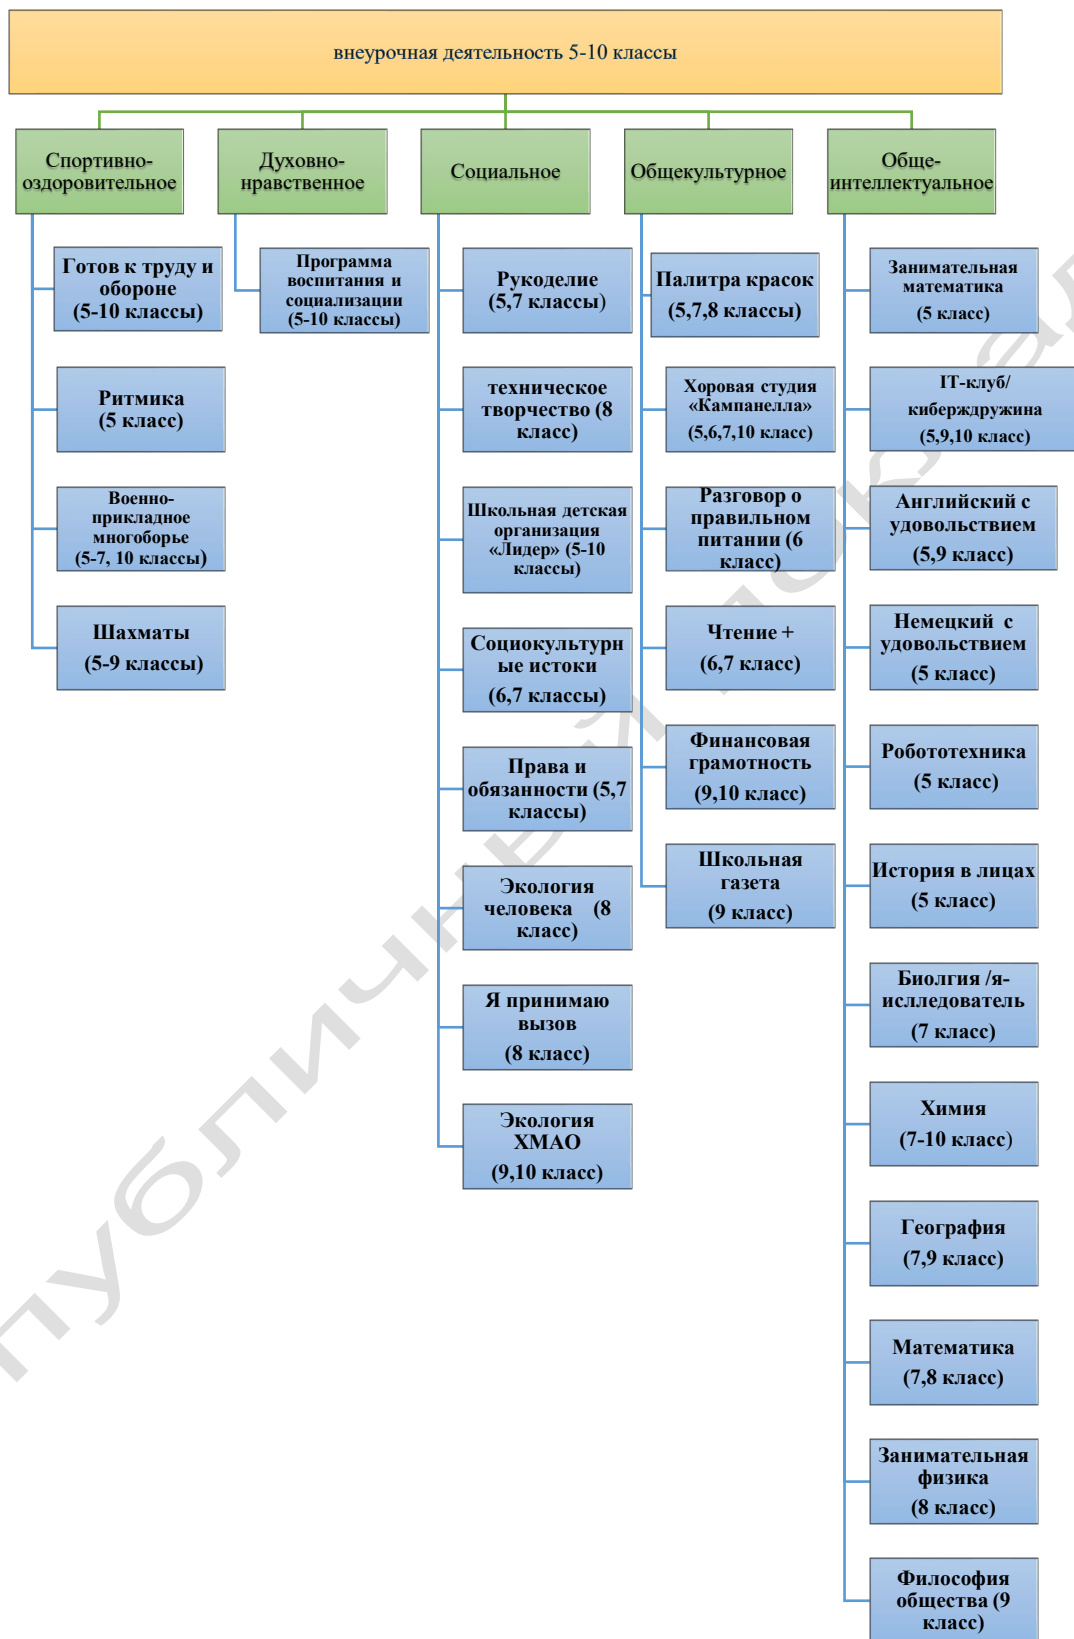 внеурочная деятельность 5-10 классы
Спортивно-
оздоровительное
Готов к труду и
обороне
(5-10 классы)
Ритмика
(5 класс)
Военно-
прикладное
многоборье
(5-7, 10 классы)
Шахматы
(5-9 классы)
Духовно-
нравственное
Программа
воспитания и
социализации
(5-10 классы)
Социальное
Рукоделие
(5,7 классы)
техническое
творчество (8
класс)
Школьная детская
организация
«Лидер» (5-10
классы)
Социокультурн
ые истоки
(6,7 классы)
Права и
обязанности (5,7
классы)
Экология
человека (8
класс)
Я принимаю
вызов
(8 класс)
Экология
ХМАО
(9,10 класс)
Общекультурное
Палитра красок
(5,7,8 классы)
Хоровая студия
«Кампанелла»
(5,6,7,10 класс)
Разговор о
правильном
питании (6
класс)
Чтение +
(6,7 класс)
Финансовая
грамотность
(9,10 класс)
Школьная
газета
(9 класс)
Обще-
интеллектуальное
Занимательная
математика
(5 класс)
IT-клуб/
киберждружина
(5,9,10 класс)
Английский с
удовольствием
(5,9 класс)
Немецкий с
удовольствием
(5 класс)
Робототехника
(5 класс)
История в лицах
(5 класс)
Биолгия /я-
ислледователь
(7 класс)
Химия
(7-10 класс)
География
(7,9 класс)
Математика
(7,8 класс)
Занимательная
физика
(8 класс)
Философия
общества (9
класс)
публичный